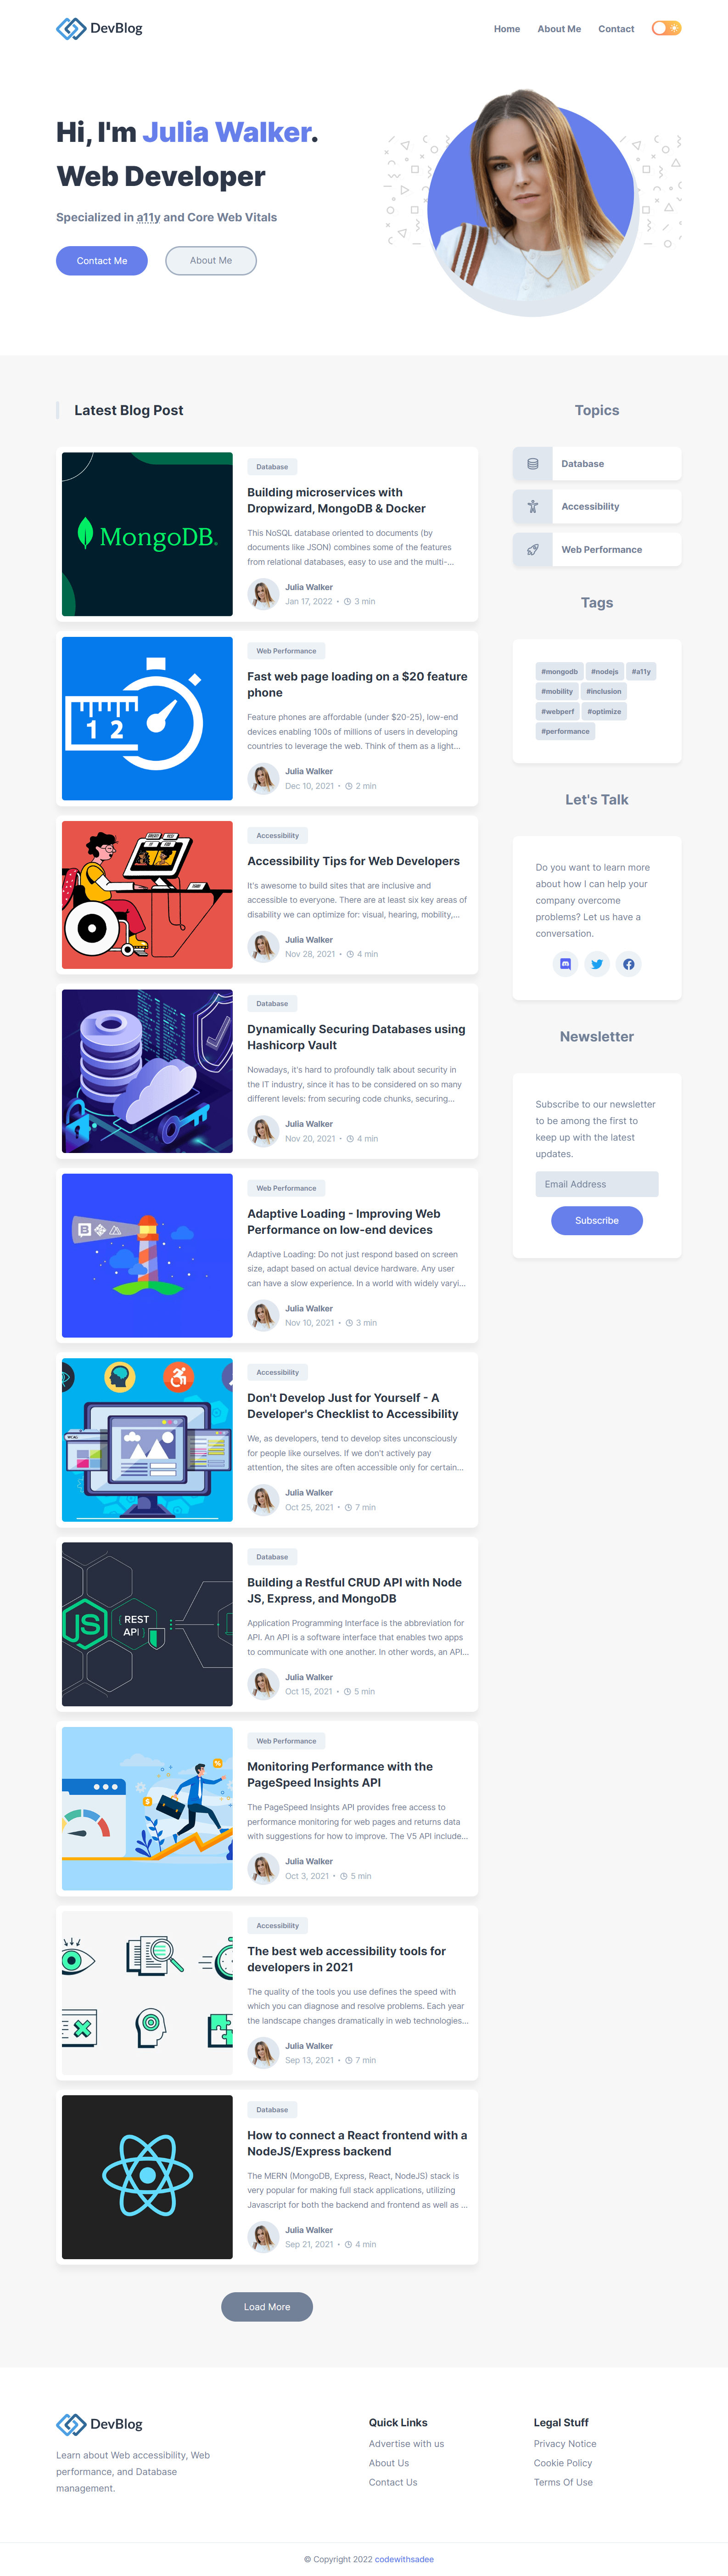 DevBlog
Home
About Me
Contact
Hi, I'm Julia Walker.
Web Developer
Specialized in a11y and Core Web Vitals
Contact Me
About Me
Latest Blog Post
MongoDB.
Database
Building microservices with
Dropwizard, MongoDB & Docker
This NoSQL database oriented to documents (by
documents like JSON) combines some of the features
from relational databases, easy to use and the multi-...
Julia Walker
Jan 17, 2022 • 3 min
1 2
Web Performance
Fast web page loading on a $20 feature
phone
Feature phones are affordable (under $20-25), low-end
devices enabling 100s of millions of users in developing
countries to leverage the web. Think of them as a light...
Julia Walker
Dec 10, 2021 • 2 min
Accessibility
Accessibility Tips for Web Developers
It's awesome to build sites that are inclusive and
accessible to everyone. There are at least six key areas of
disability we can optimize for: visual, hearing, mobility,...
Julia Walker
Nov 28, 2021 • 4 min
Database
Dynamically Securing Databases using
Hashicorp Vault
Nowadays, it's hard to profoundly talk about security in
the IT industry, since it has to be considered on so many
different levels: from securing code chunks, securing...
Julia Walker
Nov 20, 2021 • 4 min
Web Performance
Adaptive Loading - Improving Web
Performance on low-end devices
Adaptive Loading: Do not just respond based on screen
size, adapt based on actual device hardware. Any user
can have a slow experience. In a world with widely varyi...
Julia Walker
Nov 10, 2021 • 3 min
WCAG
Accessibility
Don't Develop Just for Yourself - A
Developer's Checklist to Accessibility
We, as developers, tend to develop sites unconsciously
for people like ourselves. If we don't actively pay
attention, the sites are often accessible only for certain...
Julia Walker
Oct 25, 2021 • 7 min
JS
{ REST
API }
Database
Building a Restful CRUD API with Node
JS, Express, and MongoDB
Application Programming Interface is the abbreviation for
API. An API is a software interface that enables two apps
to communicate with one another. In other words, an API...
Julia Walker
Oct 15, 2021 • 5 min
Web Performance
Monitoring Performance with the
PageSpeed Insights API
The PageSpeed Insights API provides free access to
performance monitoring for web pages and returns data
with suggestions for how to improve. The V5 API include...
Julia Walker
Oct 3, 2021 • 5 min
Accessibility
The best web accessibility tools for
developers in 2021
The quality of the tools you use defines the speed with
which you can diagnose and resolve problems. Each year
the landscape changes dramatically in web technologies...
Julia Walker
Sep 13, 2021 • 7 min
Database
How to connect a React frontend with a
NodeJS/Express backend
The MERN (MongoDB, Express, React, NodeJS) stack is
very popular for making full stack applications, utilizing
Javascript for both the backend and frontend as well as ...
Julia Walker
Sep 21, 2021 • 4 min
Load More
Topics
Database
Accessibility
Web Performance
Tags
#mongodb #nodejs #a11y
#mobility #inclusion
#webperf #optimize
#performance
Let's Talk
Do you want to learn more
about how I can help your
company overcome
problems? Let us have a
conversation.
Newsletter
Subscribe to our newsletter
to be among the first to
keep up with the latest
updates.
Email Address
Subscribe
DevBlog
Learn about Web accessibility, Web
performance, and Database
management.
Quick Links
Advertise with us
About Us
Contact Us
Legal Stuff
Privacy Notice
Cookie Policy
Terms Of Use
© Copyright 2022 codewithsadee